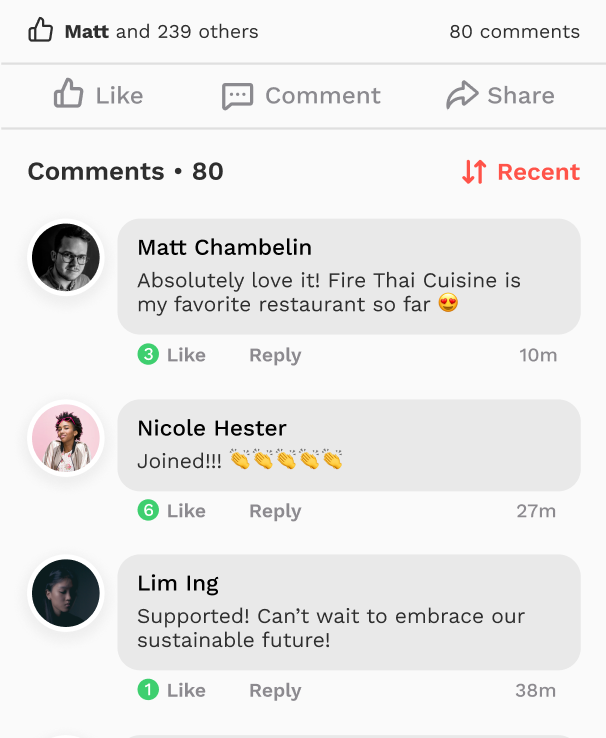 Matt and 239 others 80 comments
Like Comment Share
Comments • 80 Recent
Matt Chambelin
Absolutely love it! Fire Thai Cuisine is
my favorite restaurant so far 😍
3 Like Reply 10m
Nicole Hester
Joined!!! 👏👏👏👏👏
6 Like Reply 27m
Lim Ing
Supported! Can’t wait to embrace our
sustainable future!
1 Like Reply 38m